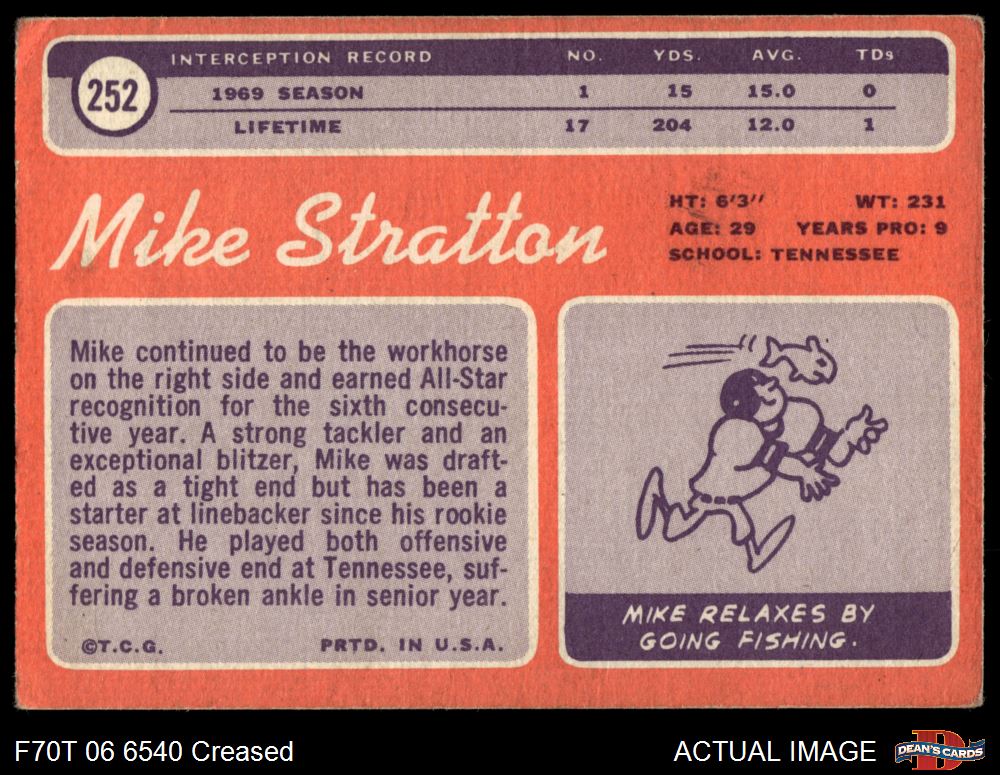 252
INTERCEPTION RECORD NO. YDS. AVG. TDs
1969 SEASON 1 15 15.0 0
LIFETIME 17 204 12.0 1
Mike Stratton
HT: 6'3" WT: 231
AGE: 29 YEARS PRO: 9
SCHOOL: TENNESSEE
Mike continued to be the workhorse
on the right side and earned All-Star
recognition for the sixth consecu-
tive year. A strong tackler and an
exceptional blitzer, Mike was draft-
ed as a tight end but has been a
starter at linebacker since his rookie
season. He played both offensive
and defensive end at Tennessee, suf-
fering a broken ankle in senior year.
©T.C.G. PRTD. IN U.S.A.
MIKE RELAXES BY
GOING FISHING.
F70T 06 6540 Creased
ACTUAL IMAGE
D
DEAN'S CARDS